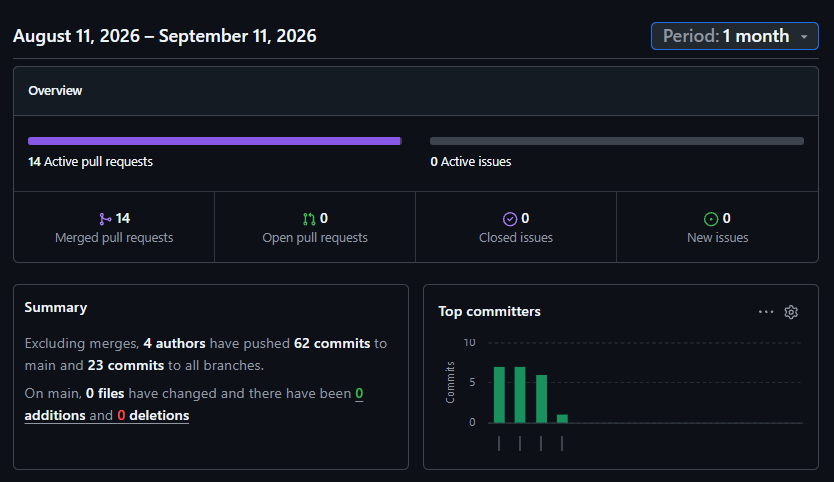 August 11, 2026 – September 11, 2026
Period: 1 month
Overview
14 Active pull requests
0 Active issues
14
Merged pull requests
0
Open pull requests
0
Closed issues
0
New issues
Summary
Excluding merges, 4 authors have pushed 62 commits to
main and 23 commits to all branches.
On main, 0 files have changed and there have been 0
additions and 0 deletions
Top committers
Commits
10
5
0